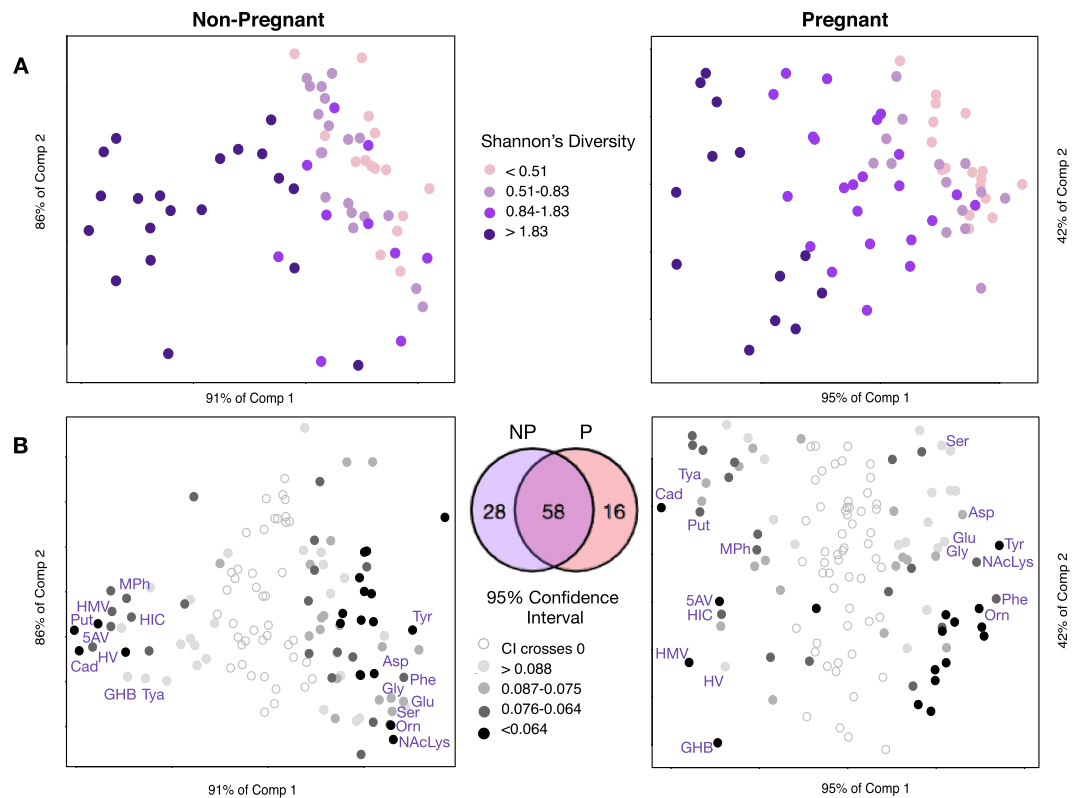 Non-Pregnant
Pregnant
A
86% of Comp 2
91% of Comp 1
Shannon's Diversity
< 0.51
0.51-0.83
0.84-1.83
> 1.83
42% of Comp 2
95% of Comp 1
B
86% of Comp 2
MPh
HMV
HIC
Put
5AV
HV
Cad
GHB Tya
Tyr
Asp
Phe
Gly
Glu
Ser
Orn
NAcLys
91% of Comp 1
NP P
28 58 16
95% Confidence
Interval
CI crosses 0
> 0.088
0.087-0.075
0.076-0.064
<0.064
Ser
Tya
Cad
Put
Asp
MPh
Glu
Gly
Tyr
NAcLys
5AV
HIC
Phe
Orn
HMV
HV
GHB
42% of Comp 2
95% of Comp 1